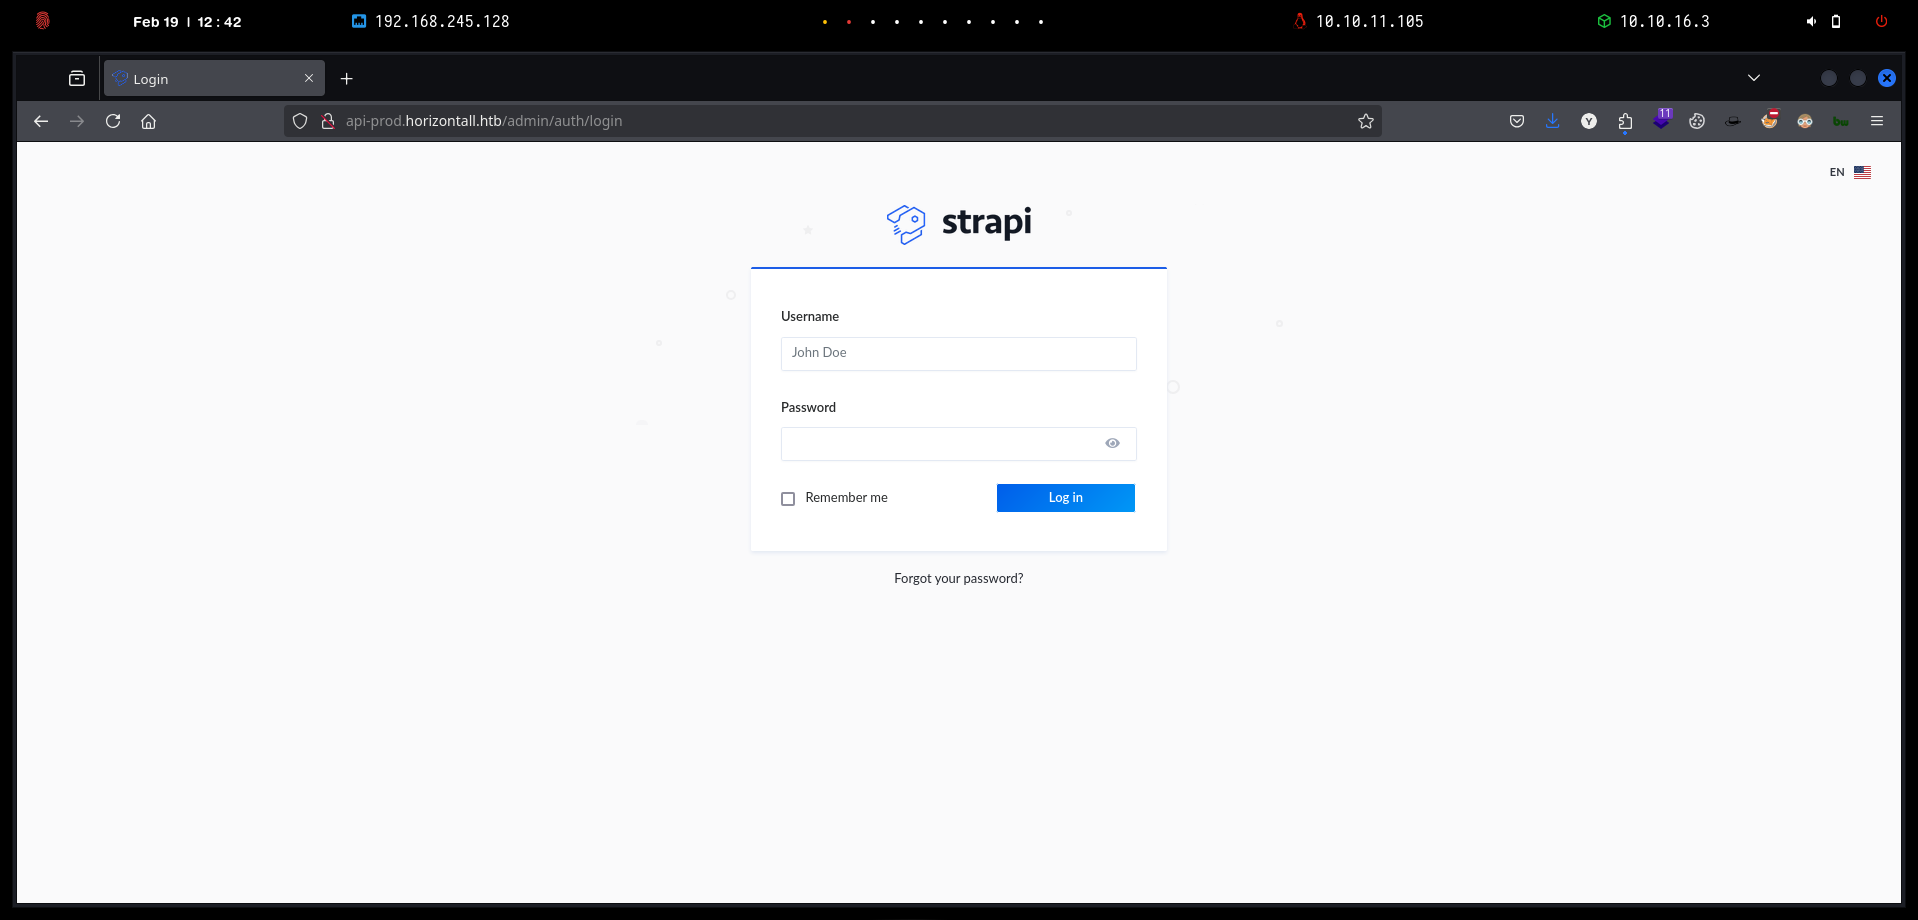 Feb 19 | 12 : 42
192.168.245.128
10.10.11.105
10.10.16.3
Login
api-prod.horizontall.htb/admin/auth/login
Y
11
bw
EN
strapi
Username
John Doe
Password
Remember me
Log in
Forgot your password?